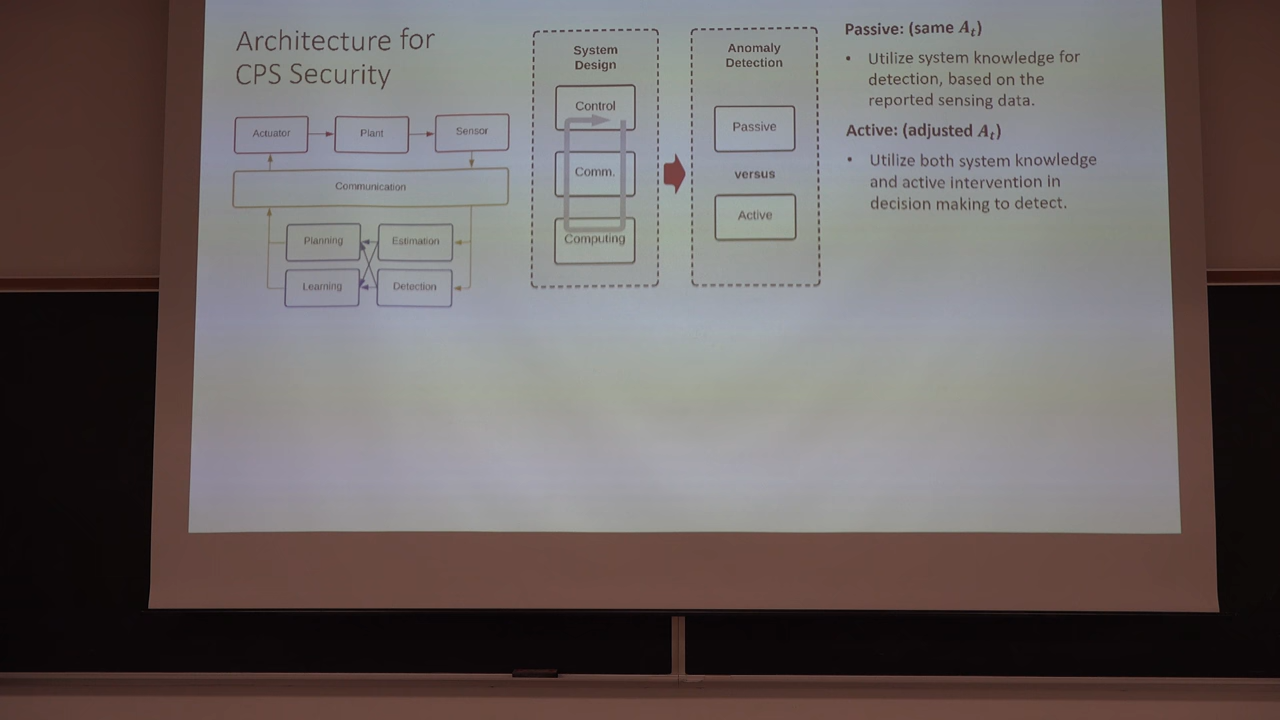 Architecture for
CPS Security
Actuator
Plant
Sensor
Communication
Planning
Estimation
Learning
Detection
System
Design
Control
Comm.
Computing
Anomaly
Detection
Passive
versus
Active
Passive: (same Aₜ)
• Utilize system knowledge for
detection, based on the
reported sensing data.
Active: (adjusted Aₜ)
• Utilize both system knowledge
and active intervention in
decision making to detect.